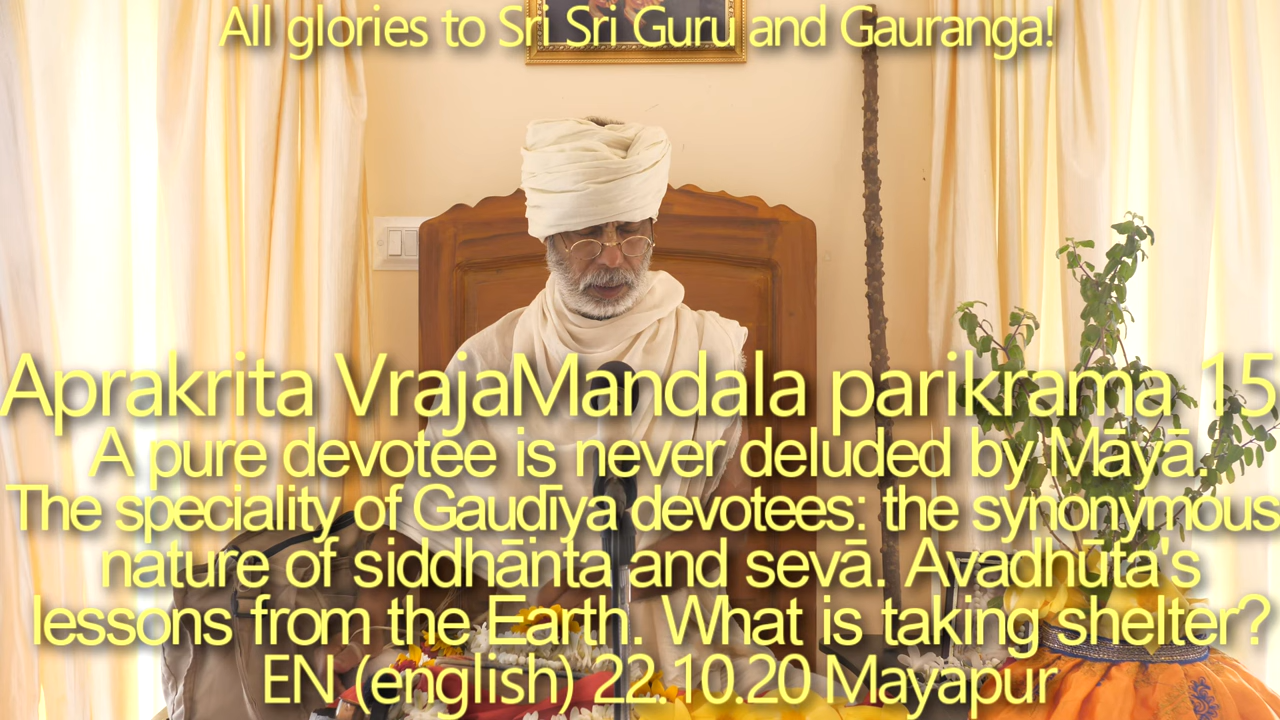 All glories to Sri Sri Guru and Gauranga!
Aprakrita VrajaMandala parikrama 15
A pure devotee is never deluded by Māyā.
The speciality of Gauḍīya devotees: the synonymous
nature of siddhānta and sevā. Avadhūta's
lessons from the Earth. What is taking shelter?
EN (english) 22.10.20 Mayapur